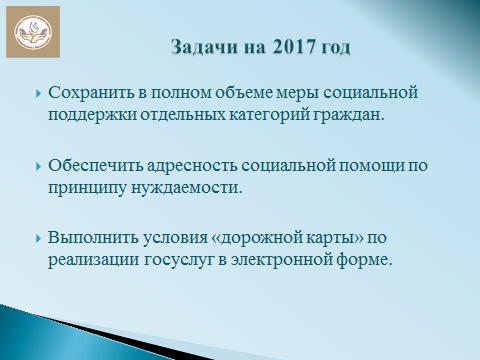 Задачи на 2017 год
Сохранить в полном объеме меры социальной
поддержки отдельных категорий граждан.
Обеспечить адресность социальной помощи по
принципу нуждаемости.
Выполнить условия «дорожной карты» по
реализации госуслуг в электронной форме.